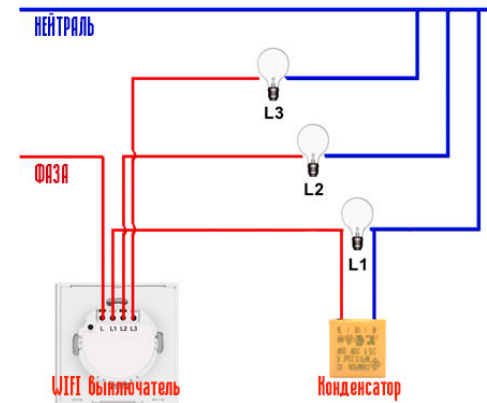 НЕЙТРАЛЬ
L3
L2
ФАЗА
L1
L L1 L2 L3
WIFI Выключатель
Конденсатор